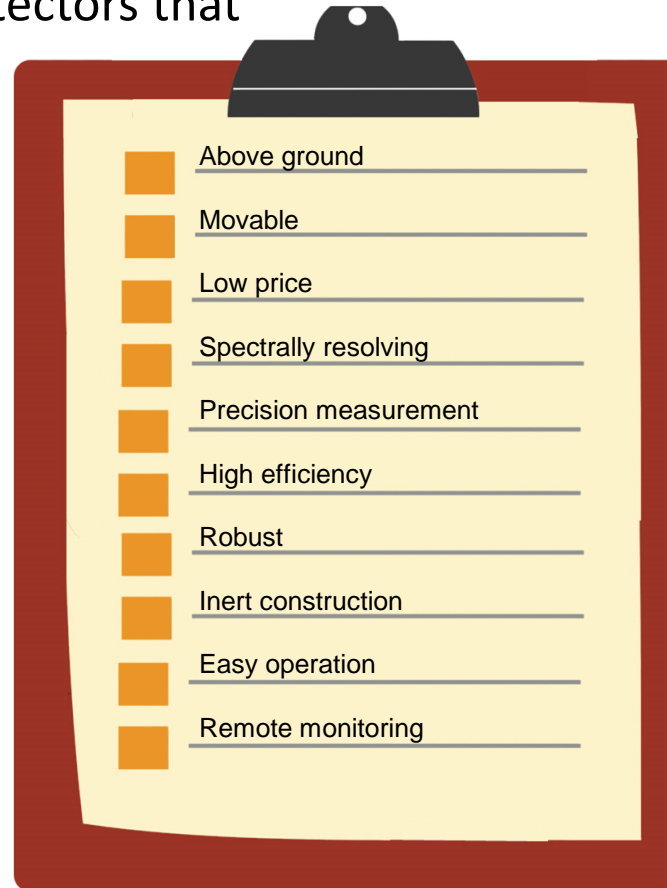 that
Above ground
Movable
Low price
Spectrally resolving
Precision measurement
High efficiency
Robust
Inert construction
Easy operation
Remote monitoring